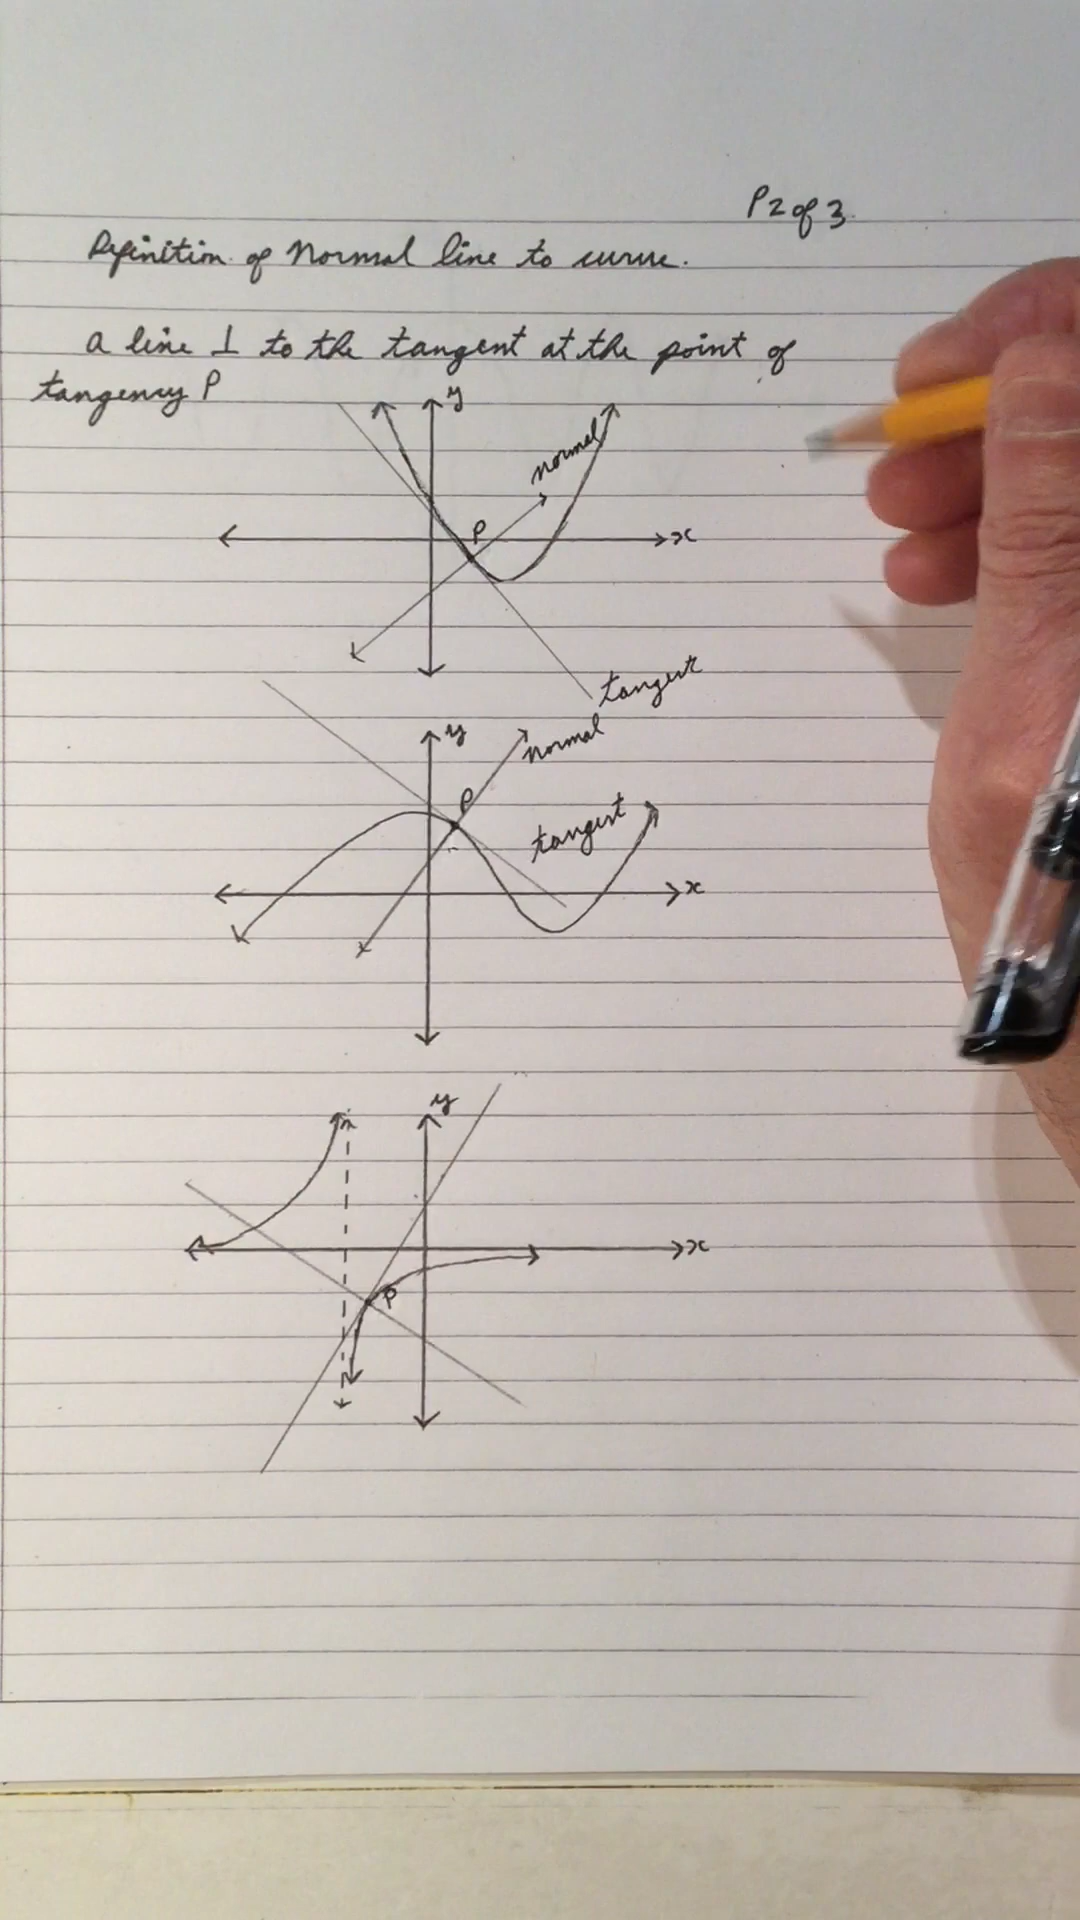 P2 of 3
Definition of Normal line to curve.
a line ⊥ to the tangent at the point of
tangency P
y
normal
P
x
tangent
y
normal
P
tangent
x
y
x
P